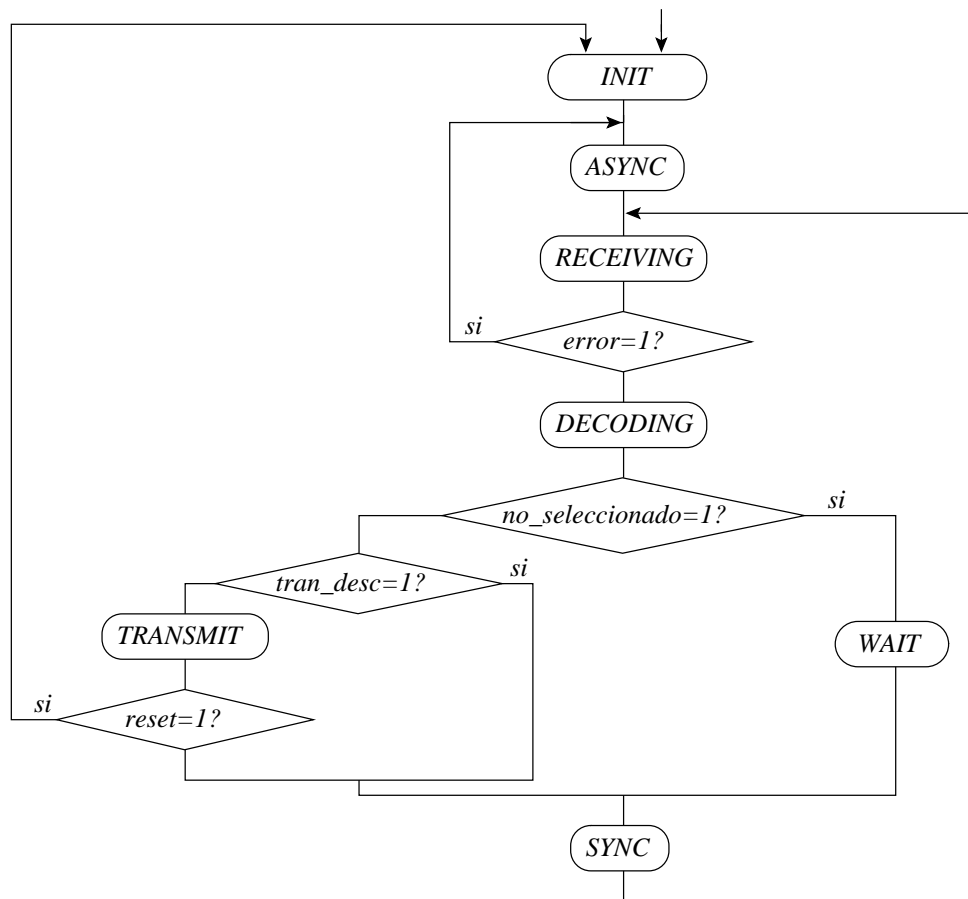 INIT
ASYNC
RECEIVING
si
error=1?
DECODING
no_seleccionado=1?
si
tran_desc=1?
si
TRANSMIT
WAIT
si
reset=1?
SYNC